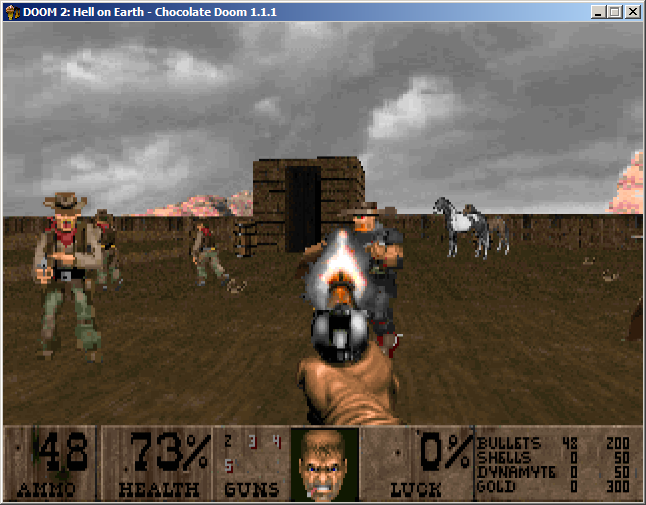 DOOM 2: Hell on Earth - Chocolate Doom 1.1.1
48 73% 2 3 4 0% BULLETS 48 200
5 SHELLS 0 50
DYNAMYTE 0 50
AMMO HEALTH GUNS LUCK GOLD 0 300